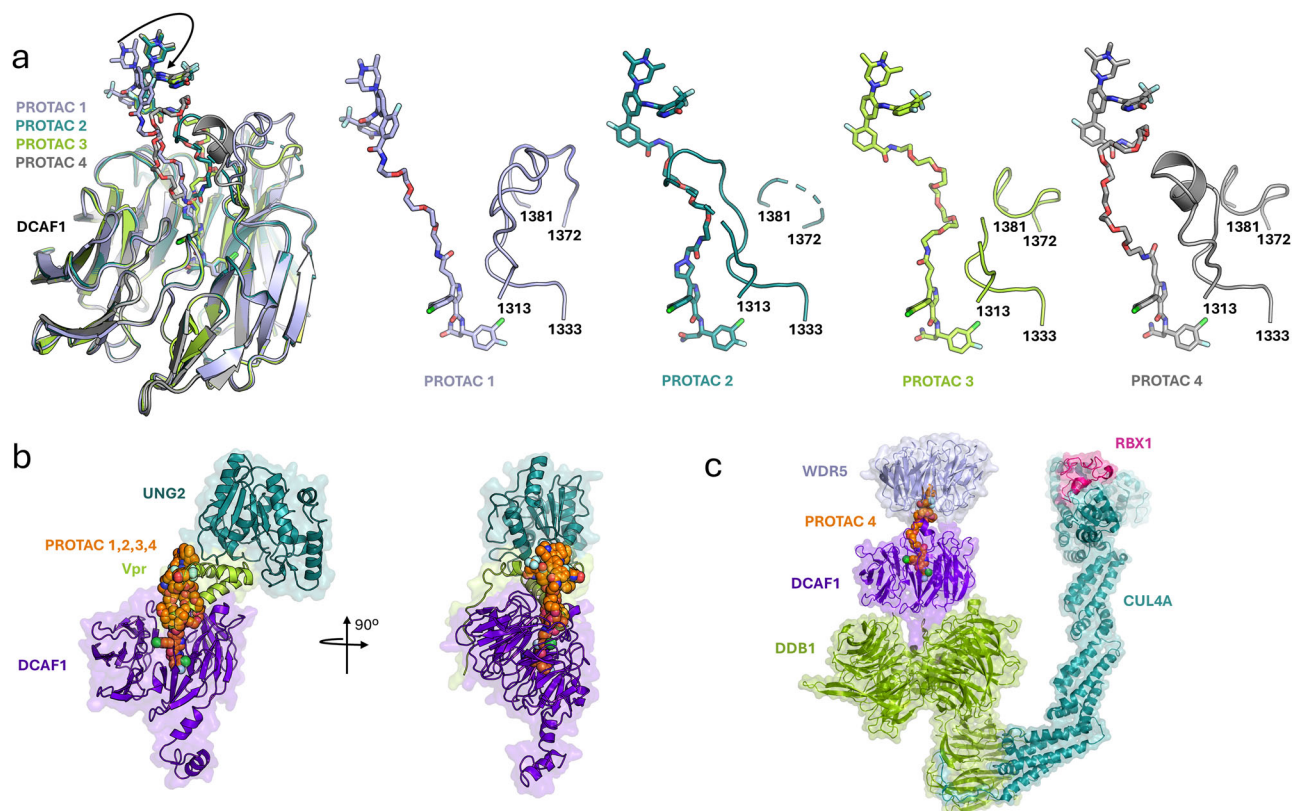 a
PROTAC 1
PROTAC 2
PROTAC 3
PROTAC 4
DCAF1
1381
1372
1313
1333
PROTAC 1
1381
1372
1313
1333
PROTAC 2
1381
1372
1313
1333
PROTAC 3
1381
1372
1313
1333
PROTAC 4
b
UNG2
PROTAC 1,2,3,4
Vpr
DCAF1
90º
c
WDR5
PROTAC 4
DCAF1
DDB1
RBX1
CUL4A